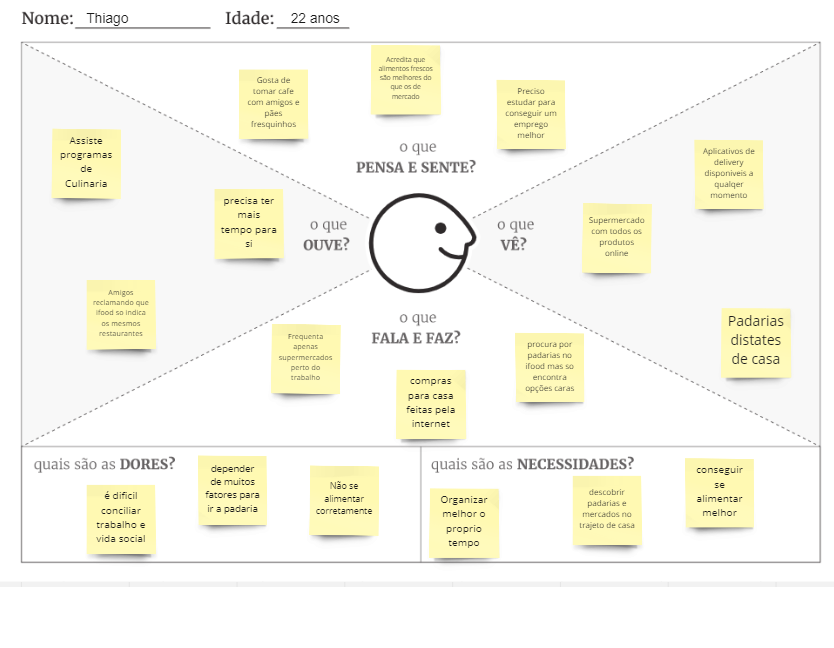 Nome: Thiago Idade: 22 anos
Acredita que
alimentos frescos
são melhores do
que os de
mercado
Gosta de
tomar cafe
com amigos e
pães
fresquinhos
Preciso
estudar para
conseguir um
emprego
melhor
o que
PENSA E SENTE?
Assiste
programas
de
Culinaria
precisa ter
mais
tempo para
si
Amigos
reclamando que
ifood so indica
os mesmos
restaurantes
o que
OUVE?
o que
VÊ?
Aplicativos de
delivery
disponiveis a
qualqer
momento
Supermercado
com todos os
produtos
online
Padarias
distates
de casa
o que
FALA E FAZ?
Frequenta
apenas
supermercados
perto do
trabalho
compras
para casa
feitas pela
internet
procura por
padarias no
ifood mas so
encontra
opções caras
quais são as DORES?
é dificil
conciliar
trabalho e
vida social
depender
de muitos
fatores para
ir a padaria
Não se
alimentar
corretamente
quais são as NECESSIDADES?
Organizar
melhor o
proprio
tempo
descobrir
padarias e
mercados no
trajeto de casa
conseguir
se
alimentar
melhor